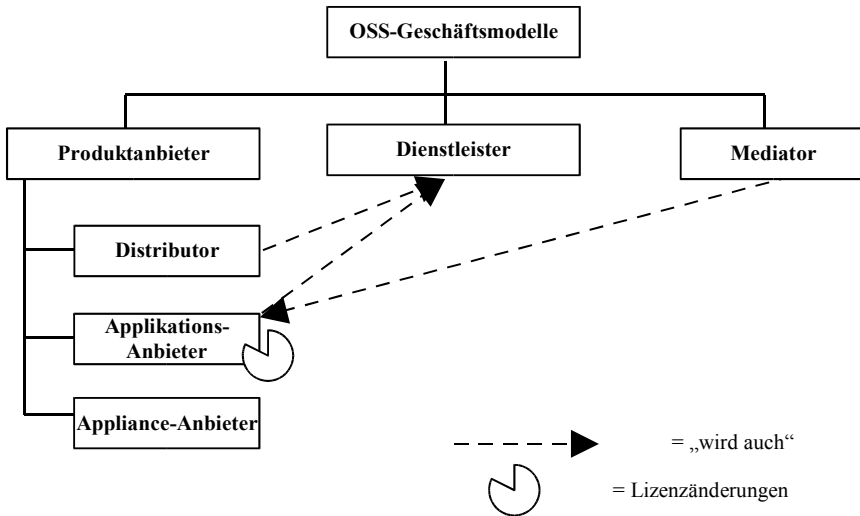 OSS-Geschäftsmodelle
Produktanbieter
Dienstleister
Mediator
Distributor
Applikations-
Anbieter
Appliance-Anbieter
= „wird auch“
= Lizenzänderungen